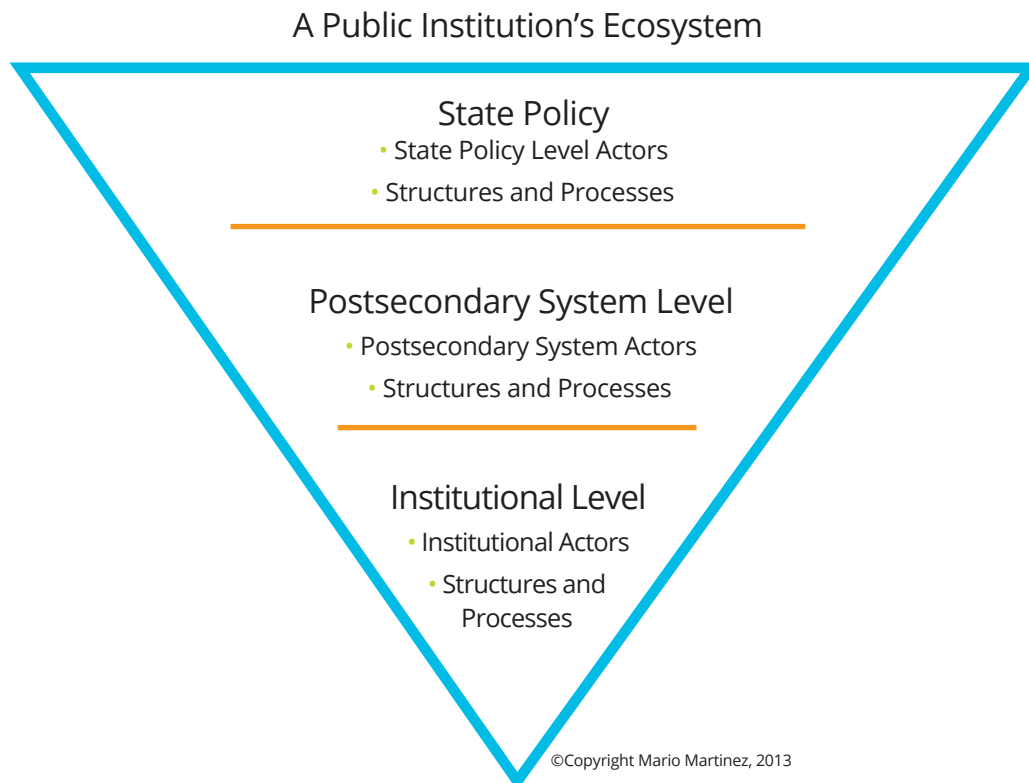 A Public Institution’s Ecosystem
State Policy
• State Policy Level Actors
• Structures and Processes
Postsecondary System Level
• Postsecondary System Actors
• Structures and Processes
Institutional Level
• Institutional Actors
• Structures and
Processes
©Copyright Mario Martinez, 2013